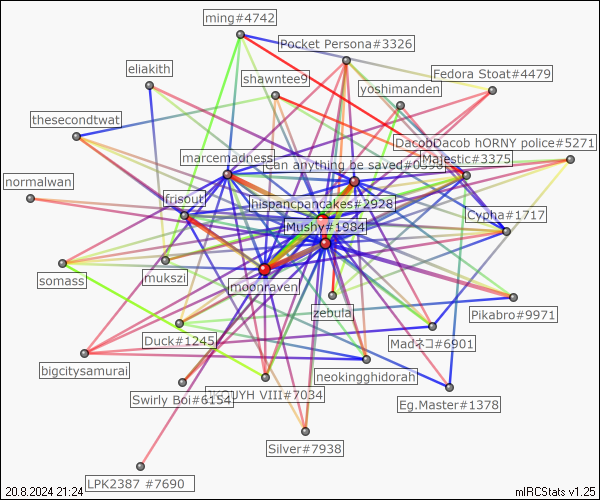 ming#4742
Pocket Persona#3326
eliakith
shawntee9
Fedora Stoat#4479
yoshimanden
thesecondtwat
DacobDacob hORNY police#5271
marcemadness
Majestic#3375
can anything be saved#0398
normalwan
frisout
hispancpancakes#2928
Cypha#1717
Mushy#1984
somass
mukszi
moonraven
zebula
Pikabro#9971
Duck#1245
Madネコ#6901
bigcitysamurai
neokingghidorah
Swirly Boi#6154
VIII#7034
Eg.Master#1378
Silver#7938
LPK2387 #7690
20.8.2024 21:24
mIRCStats v1.25